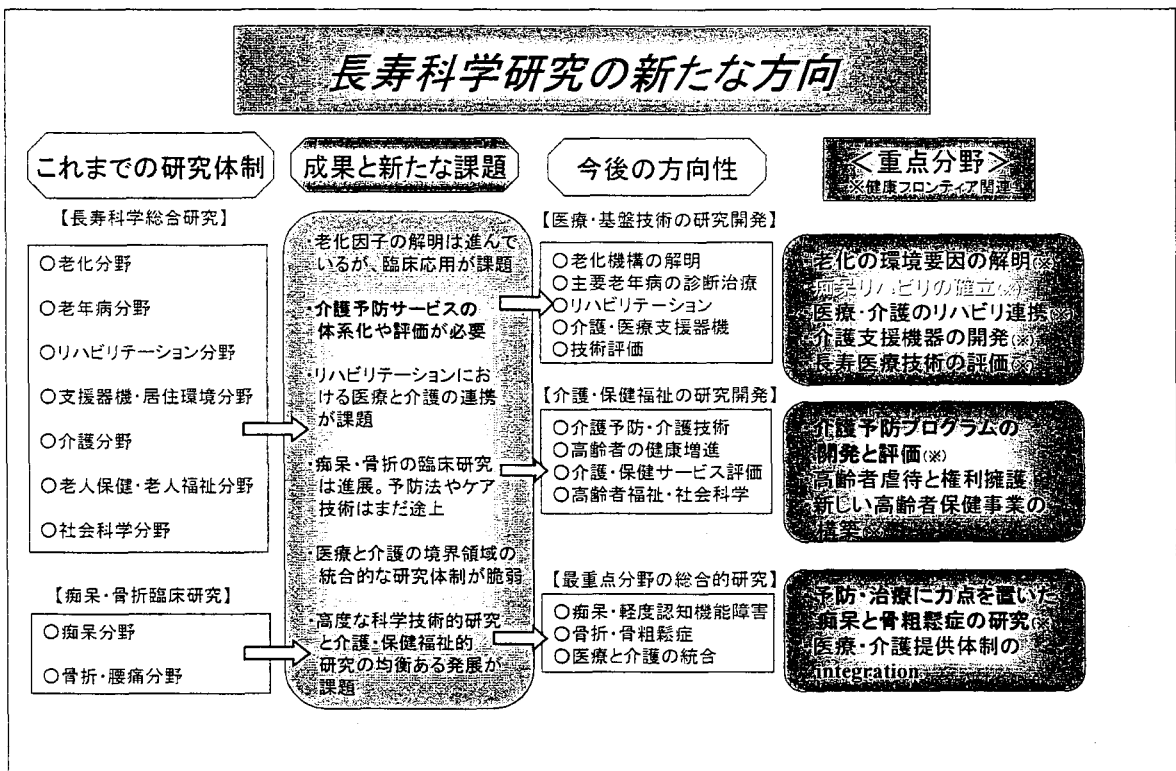 長寿科学研究の新たな方向
これまでの研究体制
【長寿科学総合研究】
○老化分野
○老年病分野
○リハビリテーション分野
○支援器機・居住環境分野
○介護分野
○老人保健・老人福祉分野
○社会科学分野
【痴呆・骨折臨床研究】
○痴呆分野
○骨折・腰痛分野
成果と新たな課題
・老化因子の解明は進んで
いるが、臨床応用が課題
・介護予防サービスの
体系化や評価が必要
・リハビリテーションにお
ける医療と介護の連携
が課題
・痴呆・骨折の臨床研究
は進展。予防法やケア
技術はまだ途上
・医療と介護の境界領域の
統合的な研究体制が脆弱
・高度な科学技術的研究
と介護・保健福祉的
研究の均衡ある発展が
課題
今後の方向性
【医療・基盤技術の研究開発】
○老化機構の解明
○主要老年病の診断治療
○リハビリテーション
○介護・医療支援器機
○技術評価
【介護・保健福祉の研究開発】
○介護予防・介護技術
○高齢者の健康増進
○介護・保健サービス評価
○高齢者福祉・社会科学
【最重点分野の総合的研究】
○痴呆・軽度認知機能障害
○骨折・骨粗鬆症
○医療と介護の統合
＜重点分野＞
※健康フロンティア関連
老化の環境要因の解明(※)
痴呆リハビリの確立(※)
医療・介護のリハビリ連携(※)
介護支援機器の開発(※)
長寿医療技術の評価(※)
介護予防プログラムの
開発と評価(※)
高齢者虐待と権利擁護
新しい高齢者保健事業の
構築(※)
予防・治療に力点を置いた
痴呆と骨粗鬆症の研究(※)
医療・介護提供体制の
integration